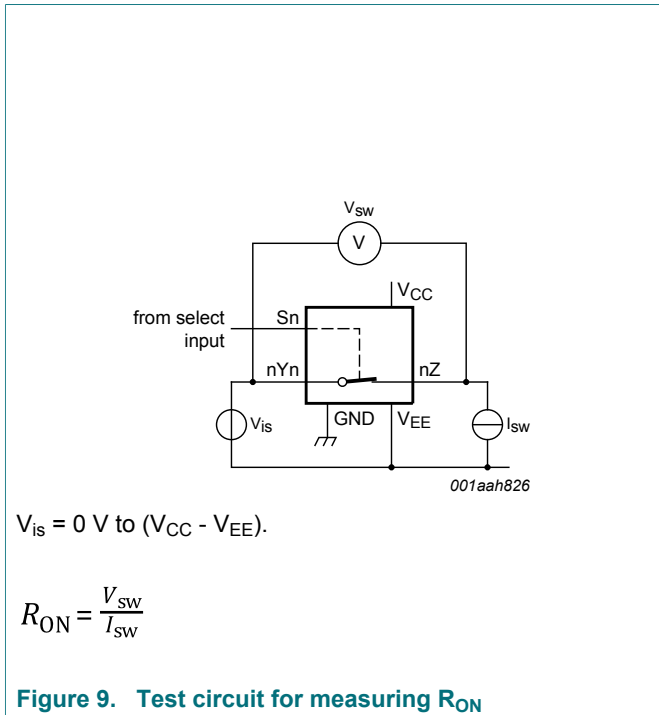 Vsw
V
VCC
from select
input
Sn
nYn
nZ
Vis
GND
VEE
Isw
001aah826
Vis = 0 V to (VCC - VEE).
RON = Vsw / Isw
Figure 9. Test circuit for measuring RON